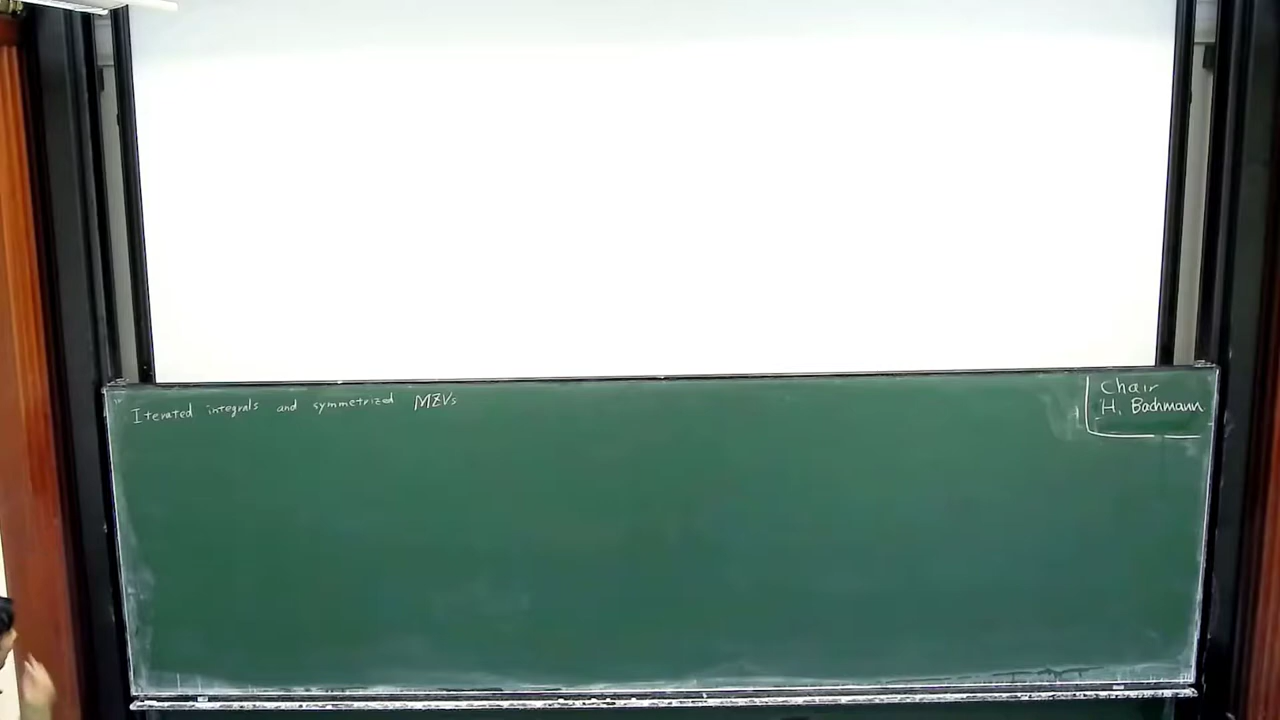 Iterated integrals and symmetrized MZVs
Chair
H. Bachmann